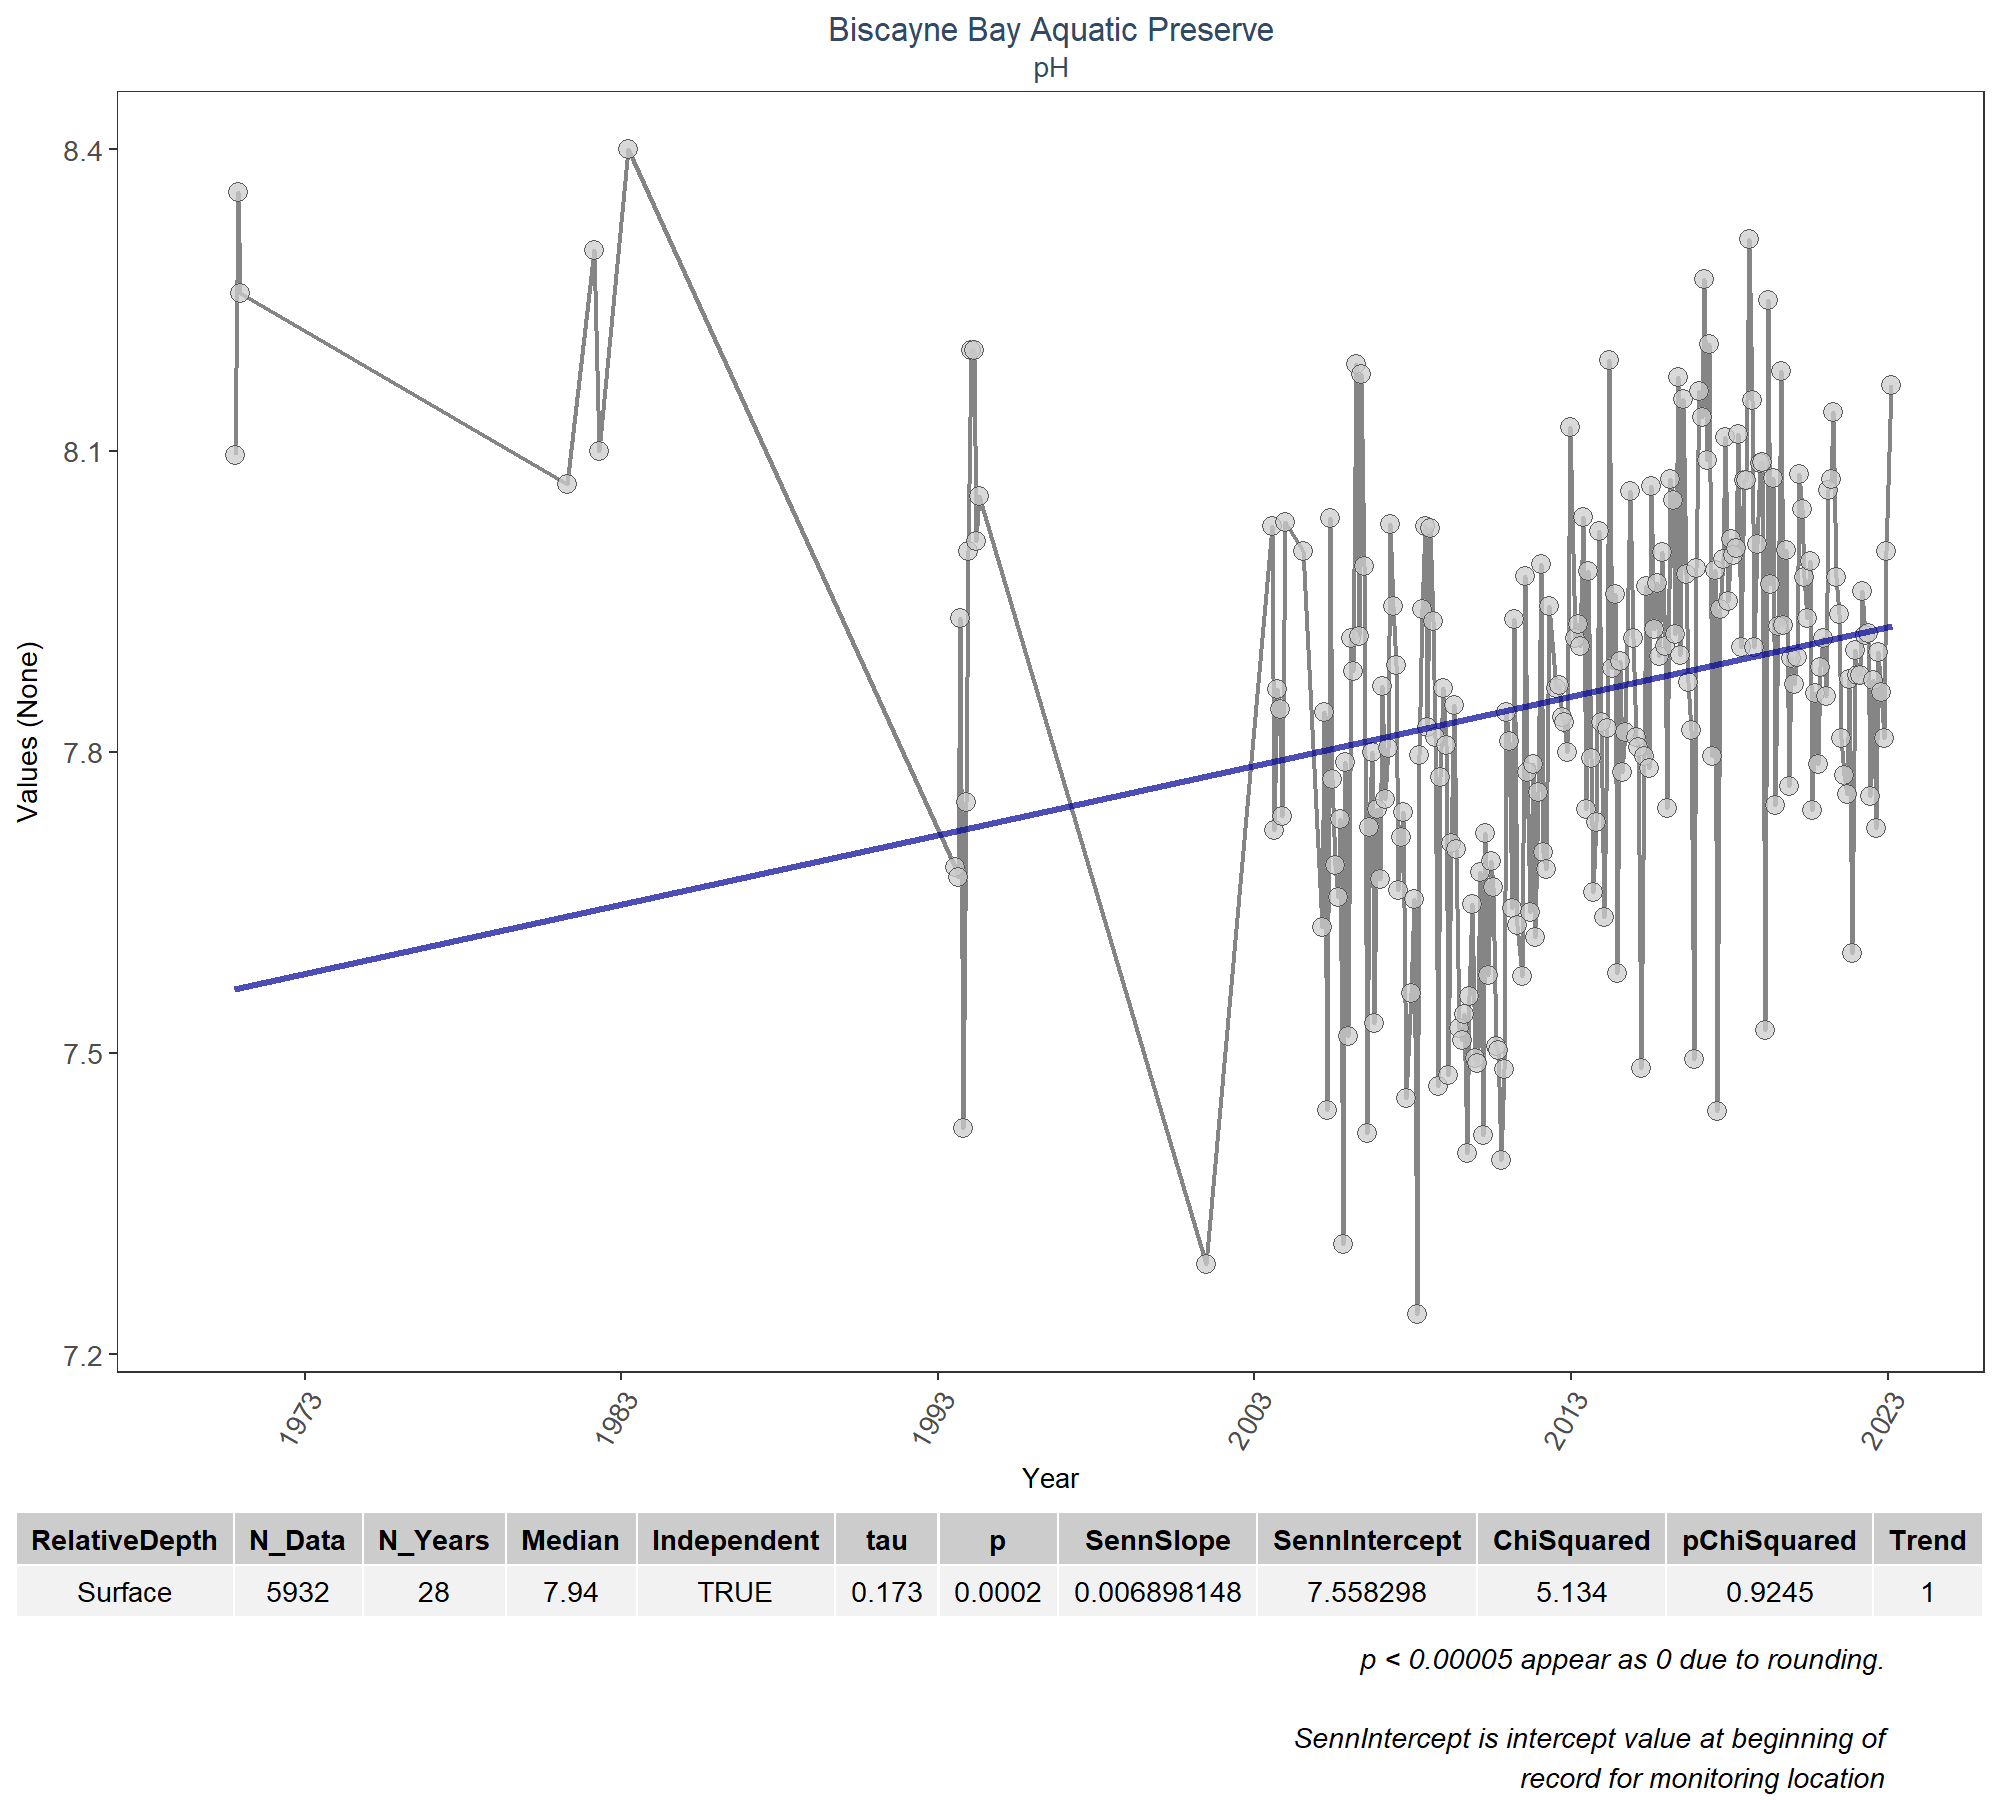 Biscayne Bay Aquatic Preserve
pH
8.4
8.1
7.8
7.5
7.2
Values (None)
1973
1983
1993
2003
2013
2023
Year
RelativeDepth N_Data N_Years Median Independent tau p SennSlope SennIntercept ChiSquared pChiSquared Trend
Surface 5932 28 7.94 TRUE 0.173 0.0002 0.006898148 7.558298 5.134 0.9245 1
p < 0.00005 appear as 0 due to rounding.
SennIntercept is intercept value at beginning of
record for monitoring location